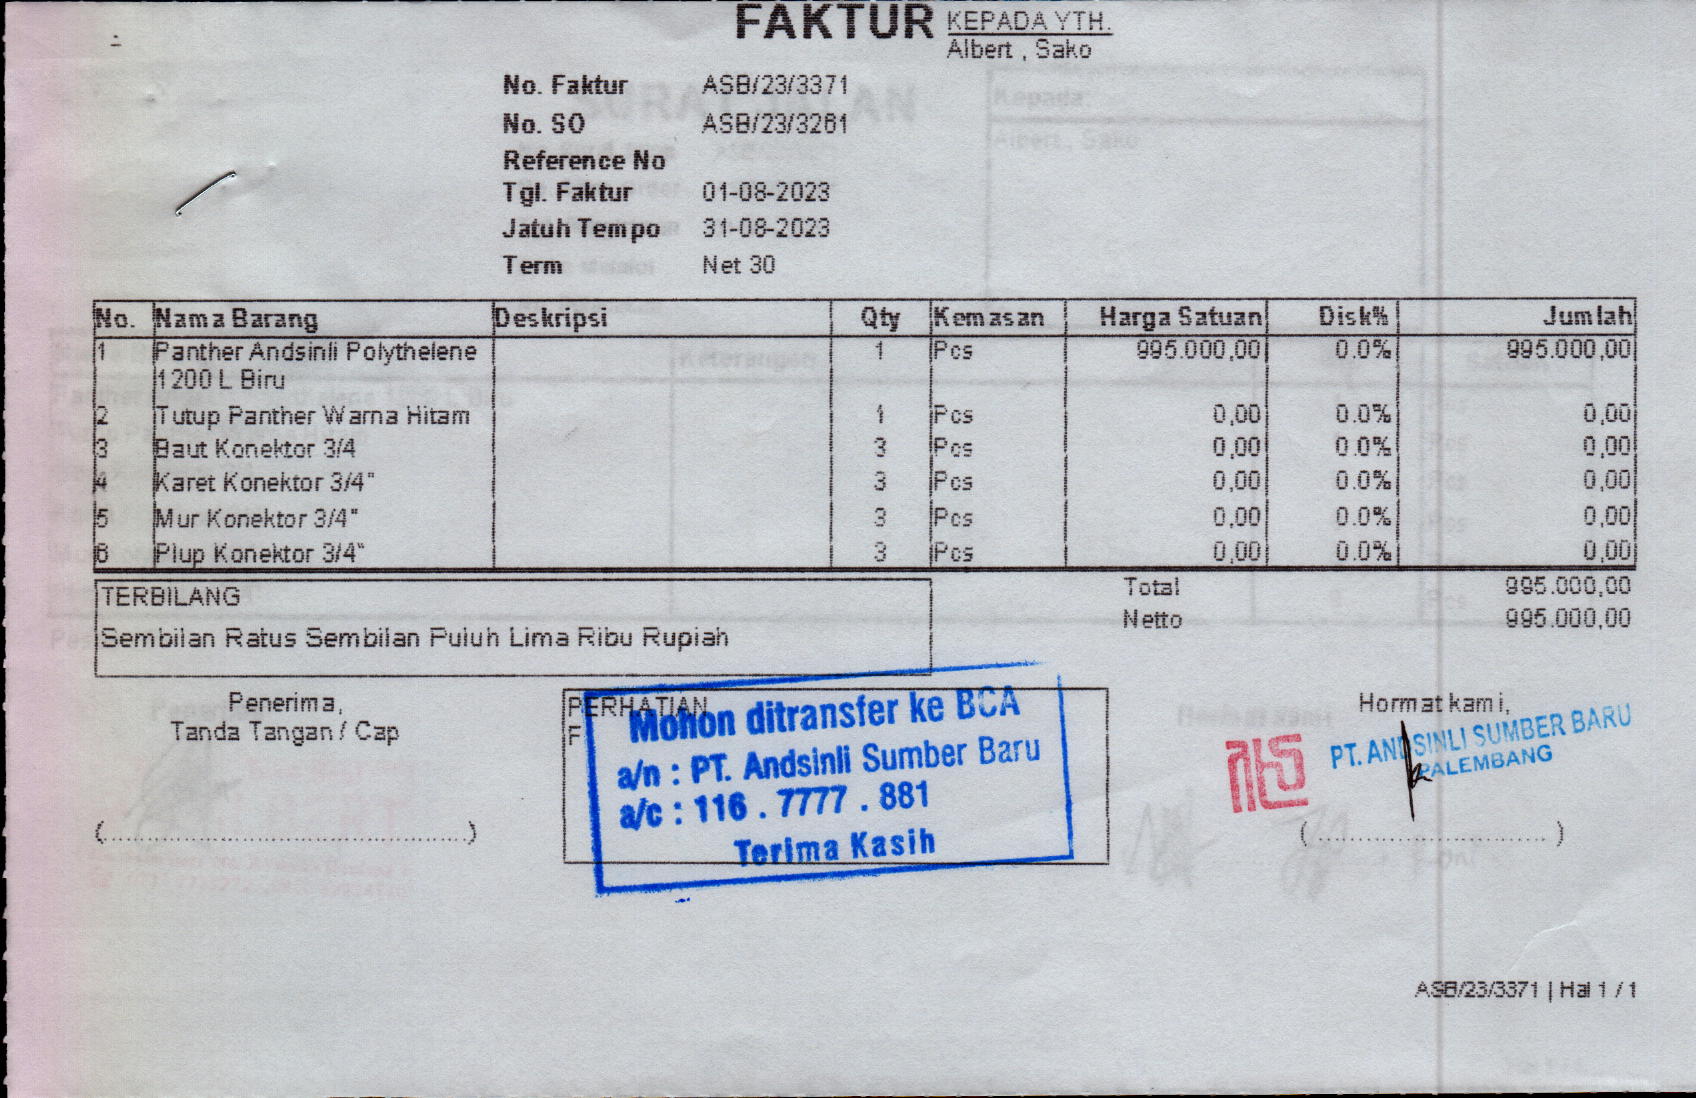 FAKTUR
KEPADA YTH.
Albert , Sako
No. Faktur ASB/23/3371
No. SO ASB/23/3261
Reference No
Tgl. Faktur 01-08-2023
Jatuh Tempo 31-08-2023
Term Net 30
No. Nama Barang Deskripsi Qty Kemasan Harga Satuan Disk% Jumlah
1 Panther Andsinli Polythelene 1 Pcs 995.000,00 0.0% 995.000,00
1200 L Biru
2 Tutup Panther Warna Hitam 1 Pcs 0,00 0.0% 0,00
3 Baut Konektor 3/4 3 Pcs 0,00 0.0% 0,00
4 Karet Konektor 3/4" 3 Pcs 0,00 0.0% 0,00
5 Mur Konektor 3/4" 3 Pcs 0,00 0.0% 0,00
6 Plup Konektor 3/4" 3 Pcs 0,00 0.0% 0,00
TERBILANG
Sembilan Ratus Sembilan Puluh Lima Ribu Rupiah
Total 995.000,00
Netto 995.000,00
Penerima,
Tanda Tangan / Cap
(........................................)
PERHATIAN
F
Mohon ditransfer ke BCA
a/n : PT. Andsinli Sumber Baru
a/c : 116 . 7777 . 881
Terima Kasih
Hormat kami,
PT. ANDSINLI SUMBER BARU
PALEMBANG
(........................................)
ASB/23/3371 | Hal 1 / 1
SURAT JALAN
Kepada:
Albert , Sako
Keterangan